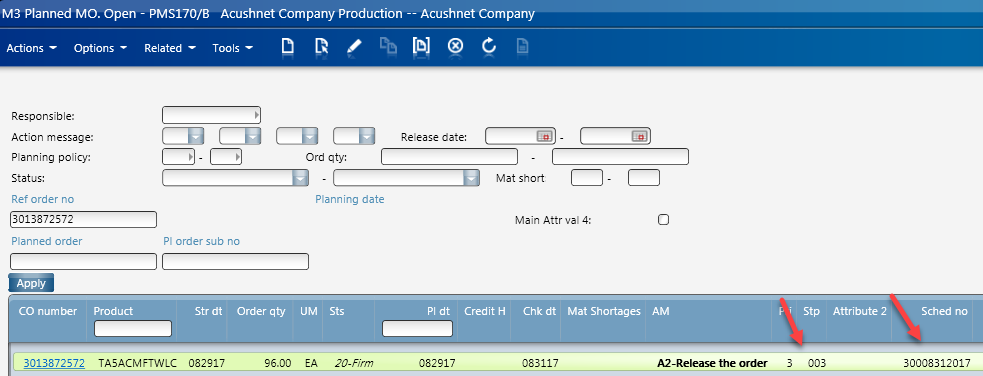 M3 Planned MO. Open - PMS170/B Acushnet Company Production -- Acushnet Company
Actions Options Related Tools
Responsible:
Action message: Release date: -
Planning policy: - Ord qty: -
Status: - Mat short -
Ref order no Planning date
3013872572 Main Attr val 4:
Planned order Pl order sub no
Apply
CO number Product Str dt Order qty UM Sts Pl dt Credit H Chk dt Mat Shortages AM Stp Attribute 2 Sched no
3013872572 TA5ACMFTWLC 082917 96.00 EA 20-Firm 082917 083117 A2-Release the order 3 003 30008312017